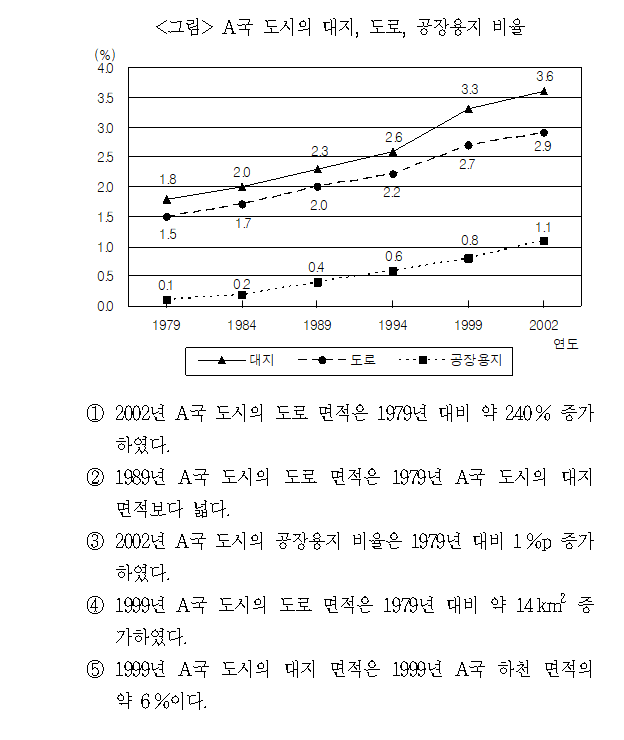 <그림> A국 도시의 대지, 도로, 공장용지 비율
(%)
4.0
3.5
3.0
2.5
2.0
1.5
1.0
0.5
0.0
1.8 2.0 2.3 2.6 3.3 3.6
1.5 1.7 2.0 2.2 2.7 2.9
0.1 0.2 0.4 0.6 0.8 1.1
1979 1984 1989 1994 1999 2002
연도
대지 도로 공장용지
① 2002년 A국 도시의 도로 면적은 1979년 대비 약 240% 증가
하였다.
② 1989년 A국 도시의 도로 면적은 1979년 A국 도시의 대지
면적보다 넓다.
③ 2002년 A국 도시의 공장용지 비율은 1979년 대비 1%p 증가
하였다.
④ 1999년 A국 도시의 도로 면적은 1979년 대비 약 14km² 증
가하였다.
⑤ 1999년 A국 도시의 대지 면적은 1999년 A국 하천 면적의
약 6%이다.